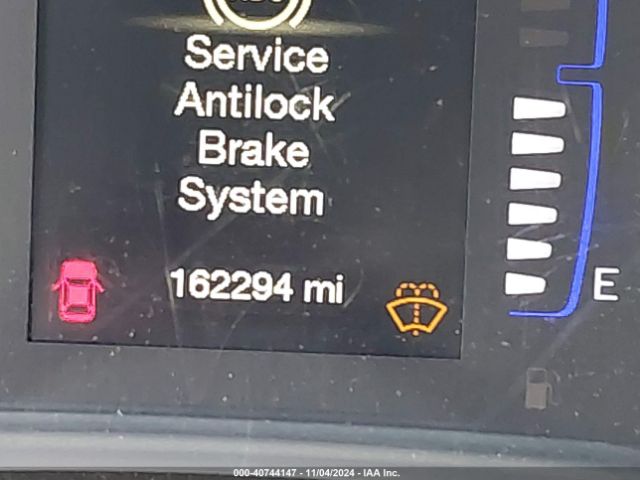 Service
Antilock
Brake
System
162294 mi
E
000-40744147 - 11/04/2024 - IAA Inc.